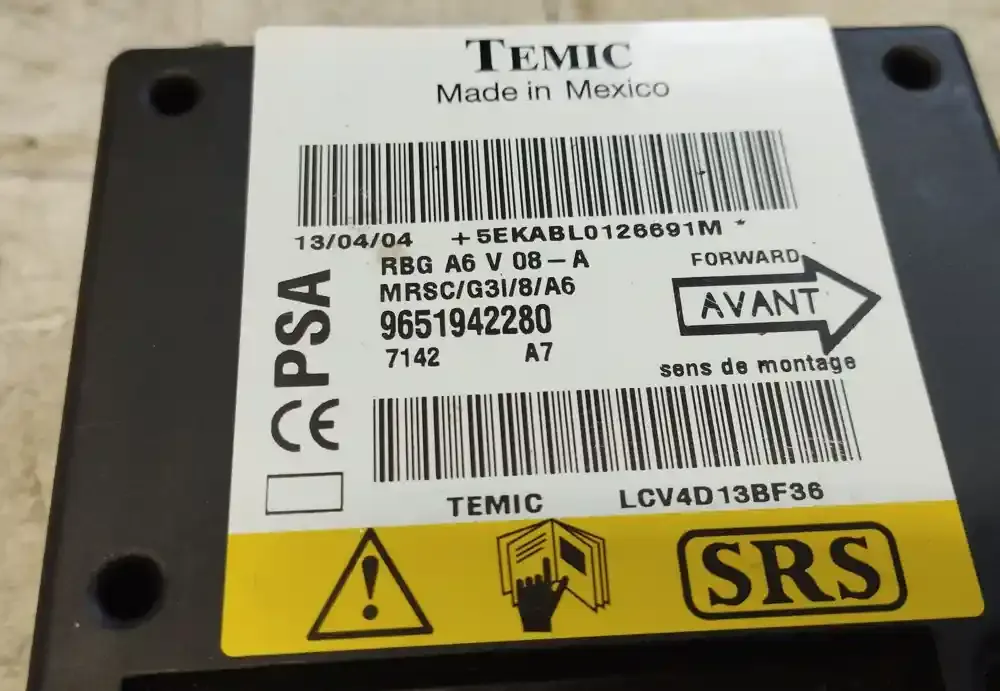 TEMIC
Made in Mexico
13/04/04 +5EKABL0126691M *
RBG A6 V 08-A
MRSC/G3I/8/A6
9651942280
7142 A7
PSA
CE
FORWARD
AVANT
sens de montage
TEMIC LCV4D13BF36
SRS